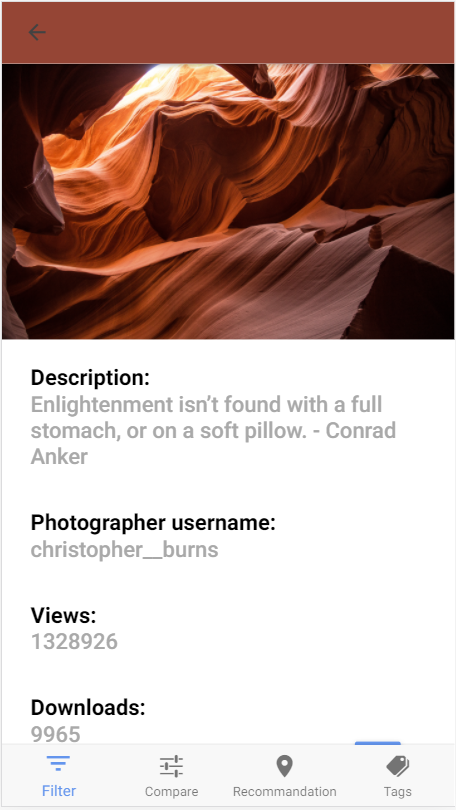 Description:
Enlightenment isn’t found with a full
stomach, or on a soft pillow. - Conrad
Anker
Photographer username:
christopher__burns
Views:
1328926
Downloads:
9965
Filter
Compare
Recommandation
Tags